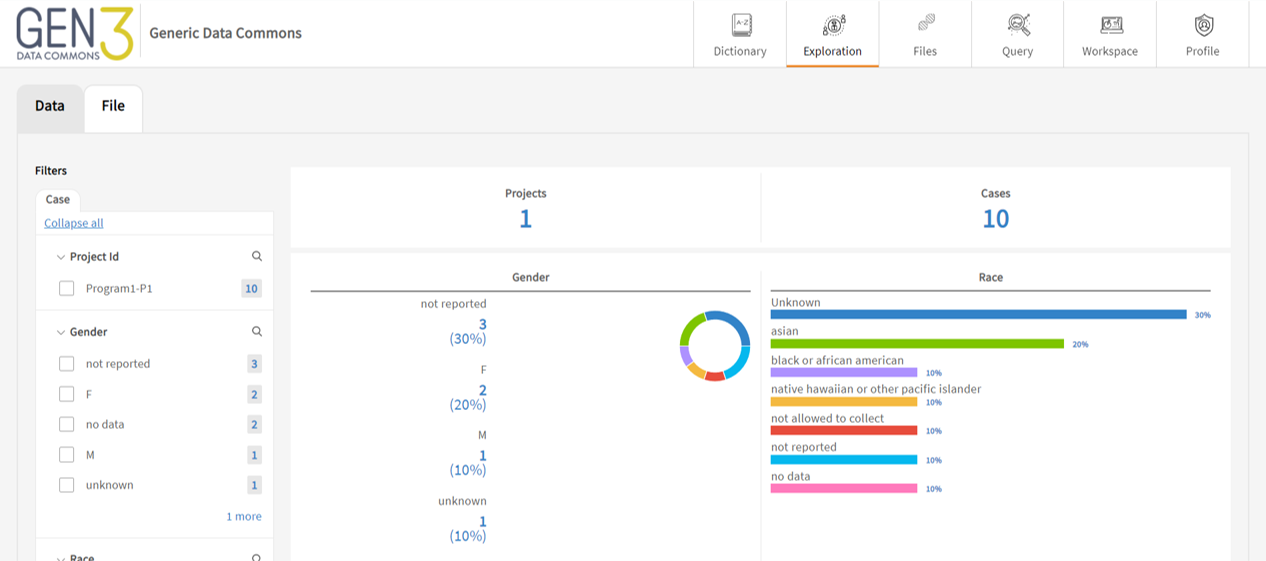 GEN3
DATA COMMONS
Generic Data Commons
A-Z
Dictionary
Exploration
Files
Query
Workspace
Profile
Data
File
Filters
Case
Collapse all
Project Id
Program1-P1 10
Gender
not reported 3
F 2
no data 2
M 1
unknown 1
1 more
Race
Projects
1
Cases
10
Gender
not reported
3
(30%)
F
2
(20%)
M
1
(10%)
unknown
1
(10%)
Race
Unknown
30%
asian
20%
black or african american
10%
native hawaiian or other pacific islander
10%
not allowed to collect
10%
not reported
10%
no data
10%